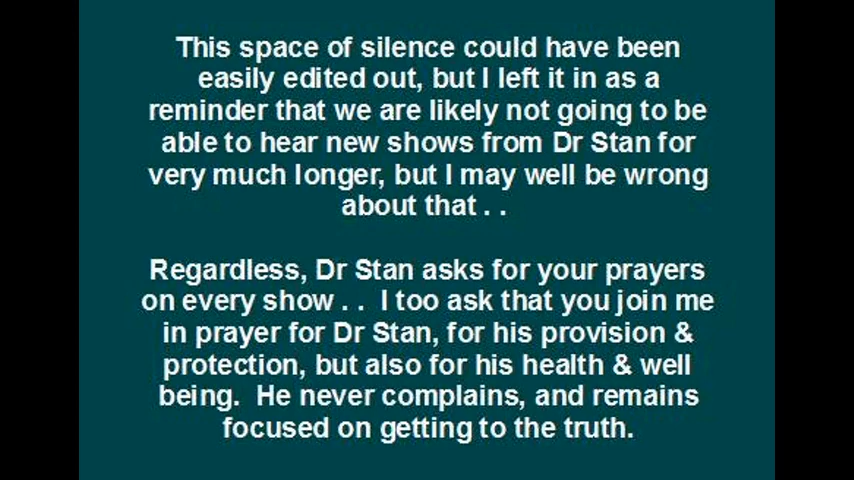 This space of silence could have been
easily edited out, but I left it in as a
reminder that we are likely not going to be
able to hear new shows from Dr Stan for
very much longer, but I may well be wrong
about that . .
Regardless, Dr Stan asks for your prayers
on every show . .  I too ask that you join me
in prayer for Dr Stan, for his provision &
protection, but also for his health & well
being.  He never complains, and remains
focused on getting to the truth.